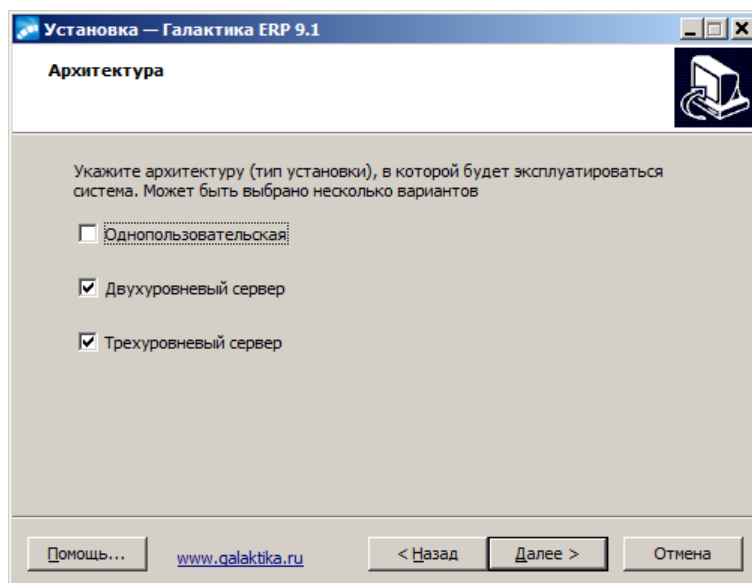 Установка — Галактика ERP 9.1
Архитектура
Укажите архитектуру (тип установки), в которой будет эксплуатироваться
система. Может быть выбрано несколько вариантов
Однопользовательская
Двухуровневый сервер
Трехуровневый сервер
Помощь...
www.galaktika.ru
< Назад
Далее >
Отмена